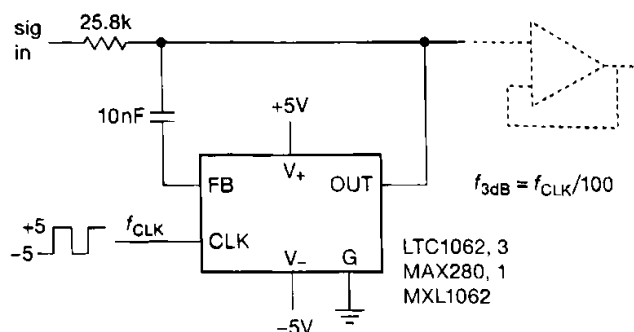 sig
in
25.8k
10nF
+5V
FB
V+
OUT
f3dB = fCLK/100
+5
-5
fCLK
CLK
V−
G
LTC1062, 3
MAX280, 1
MXL1062
−5V